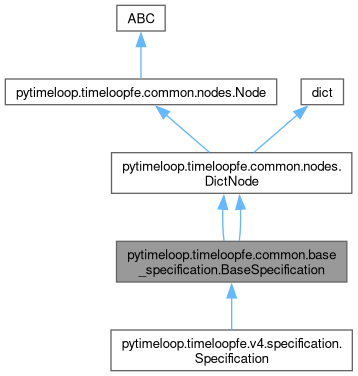 ABC
pytimeloop.timeloopfe.common.nodes.Node
dict
pytimeloop.timeloopfe.common.nodes.
DictNode
pytimeloop.timeloopfe.common.base
_specification.BaseSpecification
pytimeloop.timeloopfe.v4.specification.
Specification